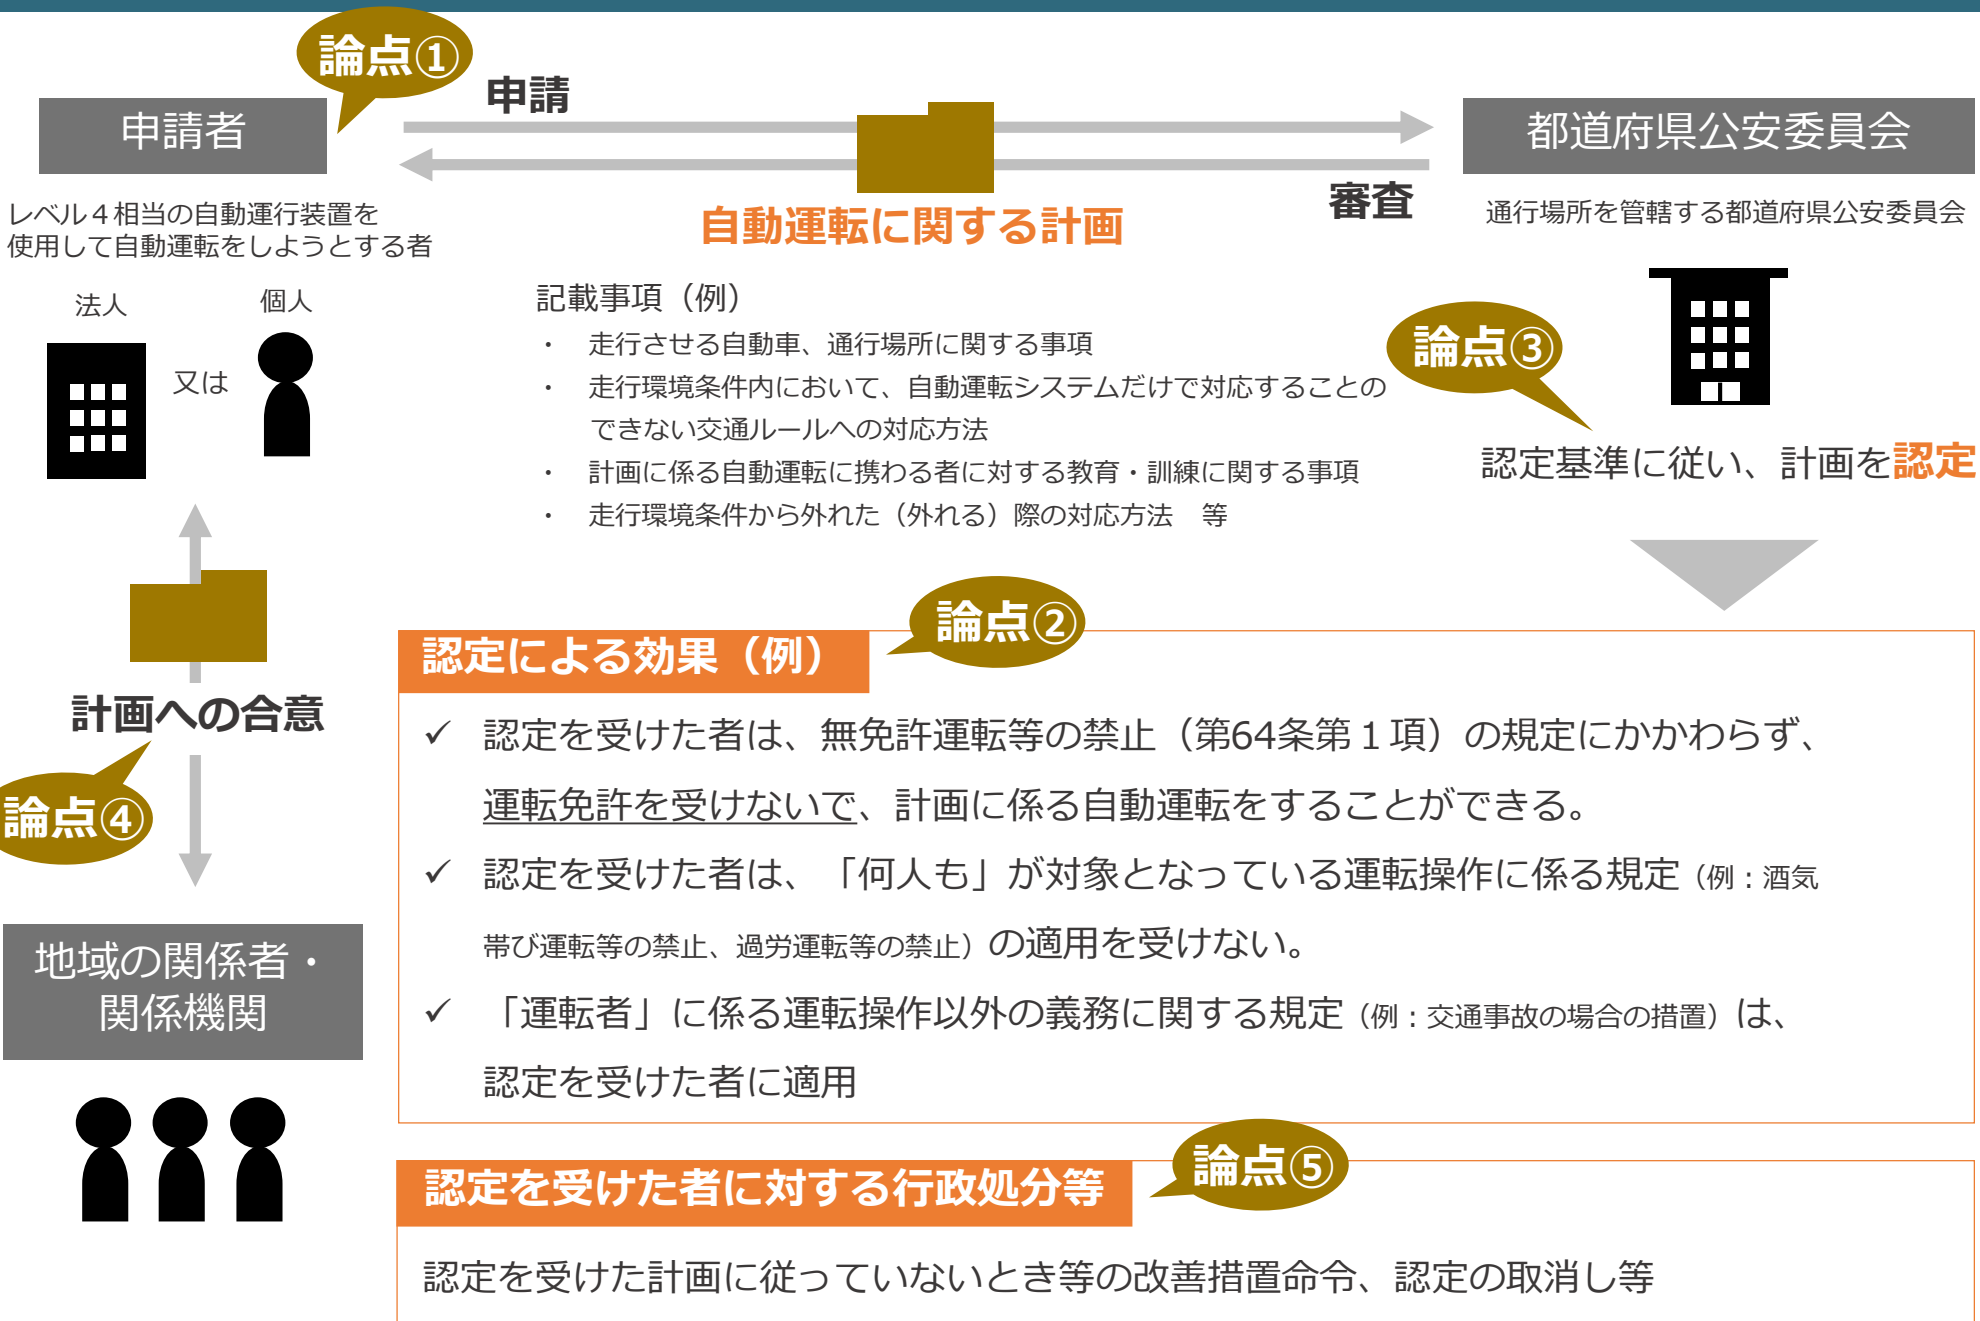 論点①
申請
申請者
都道府県公安委員会
審査
レベル４相当の自動運行装置を
使用して自動運転をしようとする者
自動運転に関する計画
通行場所を管轄する都道府県公安委員会
法人
個人
又は
記載事項（例）
・ 走行させる自動車、通行場所に関する事項
・ 走行環境条件内において、自動運転システムだけで対応することの
できない交通ルールへの対応方法
・ 計画に係る自動運転に携わる者に対する教育・訓練に関する事項
・ 走行環境条件から外れた（外れる）際の対応方法　等
論点③
認定基準に従い、計画を認定
計画への合意
論点④
地域の関係者・
関係機関
論点②
認定による効果（例）
✓ 認定を受けた者は、無免許運転等の禁止（第64条第１項）の規定にかかわらず、
運転免許を受けないで、計画に係る自動運転をすることができる。
✓ 認定を受けた者は、「何人も」が対象となっている運転操作に係る規定（例：酒気
帯び運転等の禁止、過労運転等の禁止）の適用を受けない。
✓ 「運転者」に係る運転操作以外の義務に関する規定（例：交通事故の場合の措置）は、
認定を受けた者に適用
論点⑤
認定を受けた者に対する行政処分等
認定を受けた計画に従っていないとき等の改善措置命令、認定の取消し等